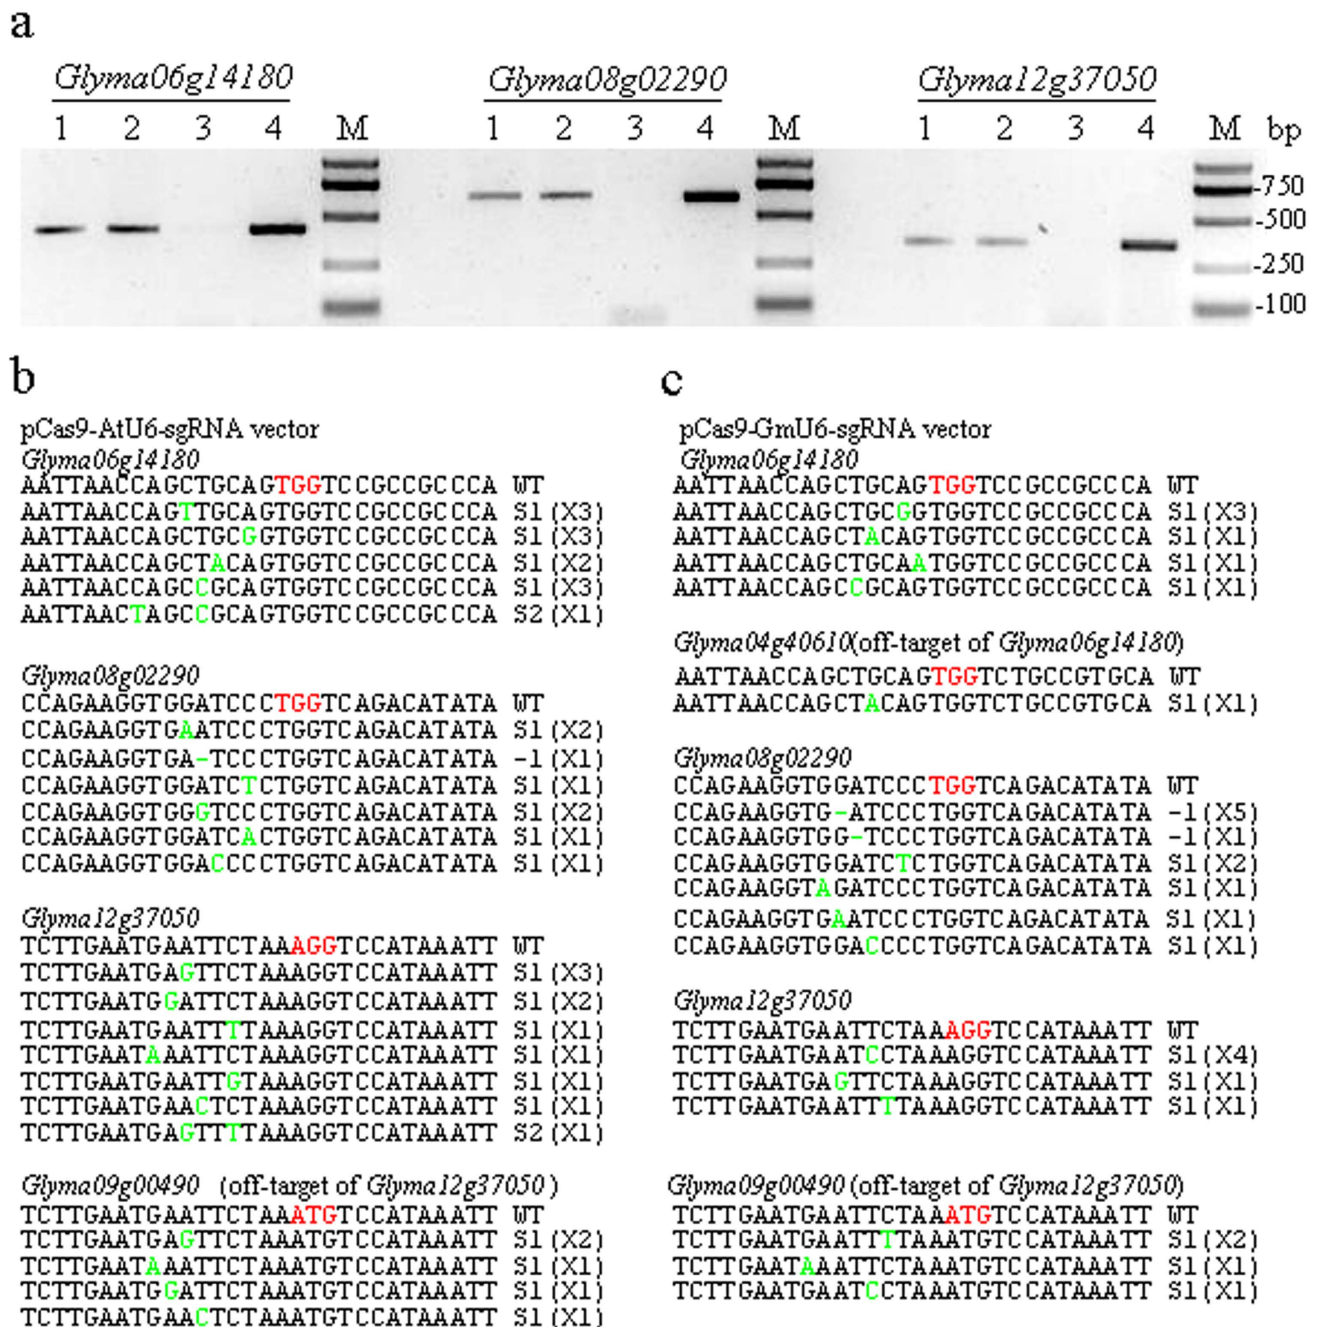 a
Glyma06g14180 Glyma08g02290 Glyma12g37050
1 2 3 4 M 1 2 3 4 M 1 2 3 4 M bp
-750
-500
-250
-100
b
pCas9-AtU6-sgRNA vector
Glyma06g14180
AATTAACCAGCTGCAGTGGTCCGCCGCCCA WT
AATTAACCAGTTGCAGTGGTCCGCCGCCCA S1(X3)
AATTAACCAGCTGCGGTGGTCCGCCGCCCA S1(X3)
AATTAACCAGCTACAGTGGTCCGCCGCCCA S1(X2)
AATTAACCAGCCGCAGTGGTCCGCCGCCCA S1(X3)
AATTAACTAGCCGCAGTGGTCCGCCGCCCA S2(X1)
Glyma08g02290
CCAGAAGGTGGATCCCTGGTCAGACATATA WT
CCAGAAGGTGAATCCCTGGTCAGACATATA S1(X2)
CCAGAAGGTGA-TCCCTGGTCAGACATATA -1(X1)
CCAGAAGGTGGATCTCTGGTCAGACATATA S1(X1)
CCAGAAGGTGGGTCCCTGGTCAGACATATA S1(X2)
CCAGAAGGTGGATCACTGGTCAGACATATA S1(X1)
CCAGAAGGTGGACCCCTGGTCAGACATATA S1(X1)
Glyma12g37050
TCTTGAATGAATTCTAAAGGTCCATAAATT WT
TCTTGAATGAGTTCTAAAGGTCCATAAATT S1(X3)
TCTTGAATGGATTCTAAAGGTCCATAAATT S1(X2)
TCTTGAATGAATTTTAAAGGTCCATAAATT S1(X1)
TCTTGAATAAATTCTAAAGGTCCATAAATT S1(X1)
TCTTGAATGAATTGTAAAGGTCCATAAATT S1(X1)
TCTTGAATGAACTCTAAAGGTCCATAAATT S1(X1)
TCTTGAATGAGTTTTAAAGGTCCATAAATT S2(X1)
Glyma09g00490 (off-target of Glyma12g37050)
TCTTGAATGAATTCTAAATGTCCATAAATT WT
TCTTGAATGAGTTCTAAATGTCCATAAATT S1(X2)
TCTTGAATAAATTCTAAATGTCCATAAATT S1(X1)
TCTTGAATGGATTCTAAATGTCCATAAATT S1(X1)
TCTTGAATGAACTCTAAATGTCCATAAATT S1(X1)
c
pCas9-GmU6-sgRNA vector
Glyma06g14180
AATTAACCAGCTGCAGTGGTCCGCCGCCCA WT
AATTAACCAGCTGCGGTGGTCCGCCGCCCA S1(X3)
AATTAACCAGCTACAGTGGTCCGCCGCCCA S1(X1)
AATTAACCAGCTGCAATGGTCCGCCGCCCA S1(X1)
AATTAACCAGCCGCAGTGGTCCGCCGCCCA S1(X1)
Glyma04g40610(off-target of Glyma06g14180)
AATTAACCAGCTGCAGTGGTCTGCCGTGCA WT
AATTAACCAGCTACAGTGGTCTGCCGTGCA S1(X1)
Glyma08g02290
CCAGAAGGTGGATCCCTGGTCAGACATATA WT
CCAGAAGGTG-ATCCCTGGTCAGACATATA -1(X5)
CCAGAAGGTGG-TCCCTGGTCAGACATATA -1(X1)
CCAGAAGGTGGATCTCTGGTCAGACATATA S1(X2)
CCAGAAGGTAGATCCCTGGTCAGACATATA S1(X1)
CCAGAAGGTGAATCCCTGGTCAGACATATA S1(X1)
CCAGAAGGTGGACCCCTGGTCAGACATATA S1(X1)
Glyma12g37050
TCTTGAATGAATTCTAAAGGTCCATAAATT WT
TCTTGAATGAATCCTAAAGGTCCATAAATT S1(X4)
TCTTGAATGAGTTCTAAAGGTCCATAAATT S1(X1)
TCTTGAATGAATTTTAAAGGTCCATAAATT S1(X1)
Glyma09g00490(off-target of Glyma12g37050)
TCTTGAATGAATTCTAAATGTCCATAAATT WT
TCTTGAATGAATTTTAAATGTCCATAAATT S1(X2)
TCTTGAATAAATTCTAAATGTCCATAAATT S1(X1)
TCTTGAATGAATCCTAAATGTCCATAAATT S1(X1)